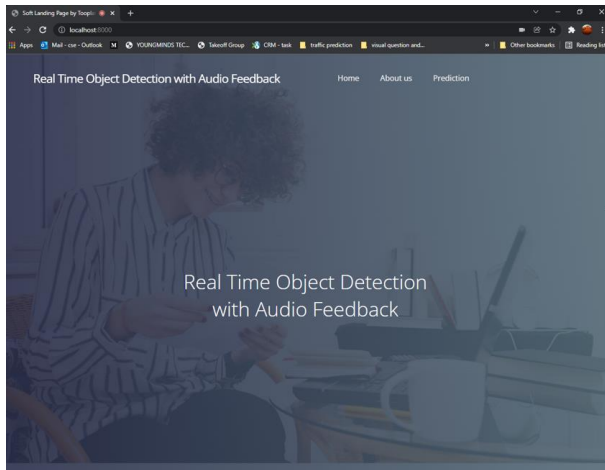 Soft Landing Page by Toopla
localhost:8000
Apps Mail - cse - Outlook M YOUNGMINDS TEC... Takeoff Group CRM - task traffic prediction visual question and... » Other bookmarks Reading list
Real Time Object Detection with Audio Feedback Home About us Prediction
Real Time Object Detection
with Audio Feedback